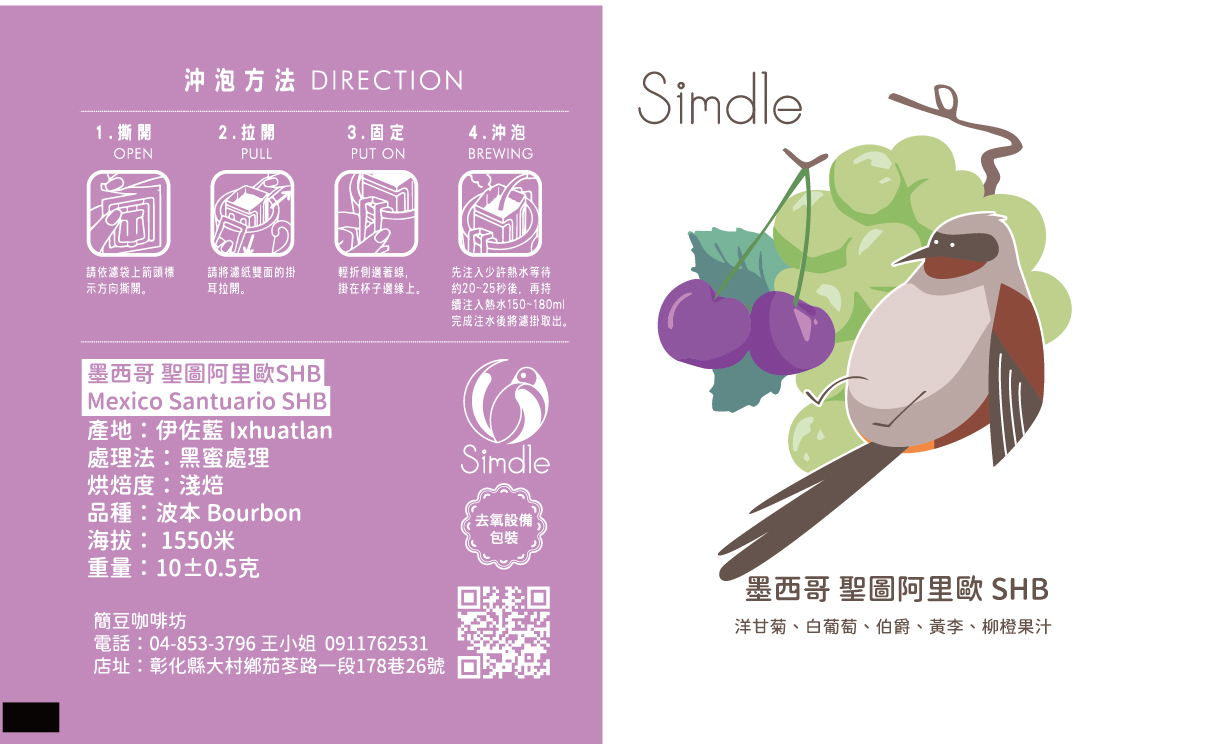 沖泡方法 DIRECTION
1.撕開
OPEN
請依濾袋上箭頭標
示方向撕開。
2.拉開
PULL
請將濾紙雙面的掛
耳拉開。
3.固定
PUT ON
輕折側邊著線,
掛在杯子邊緣上。
4.沖泡
BREWING
先注入少許熱水等待
約20~25秒後, 再持
續注入熱水150~180ml
完成注水後將濾掛取出。
墨西哥 聖圖阿里歐SHB
Mexico Santuario SHB
產地：伊佐藍 Ixhuatlan
處理法：黑蜜處理
烘焙度：淺焙
品種：波本 Bourbon
海拔： 1550米
重量：10±0.5克
Simdle
去氧設備
包裝
簡豆咖啡坊
電話：04-853-3796 王小姐 0911762531
店址：彰化縣大村鄉茄苳路一段178巷26號
Simdle
墨西哥 聖圖阿里歐 SHB
洋甘菊、白葡萄、伯爵、黃李、柳橙果汁